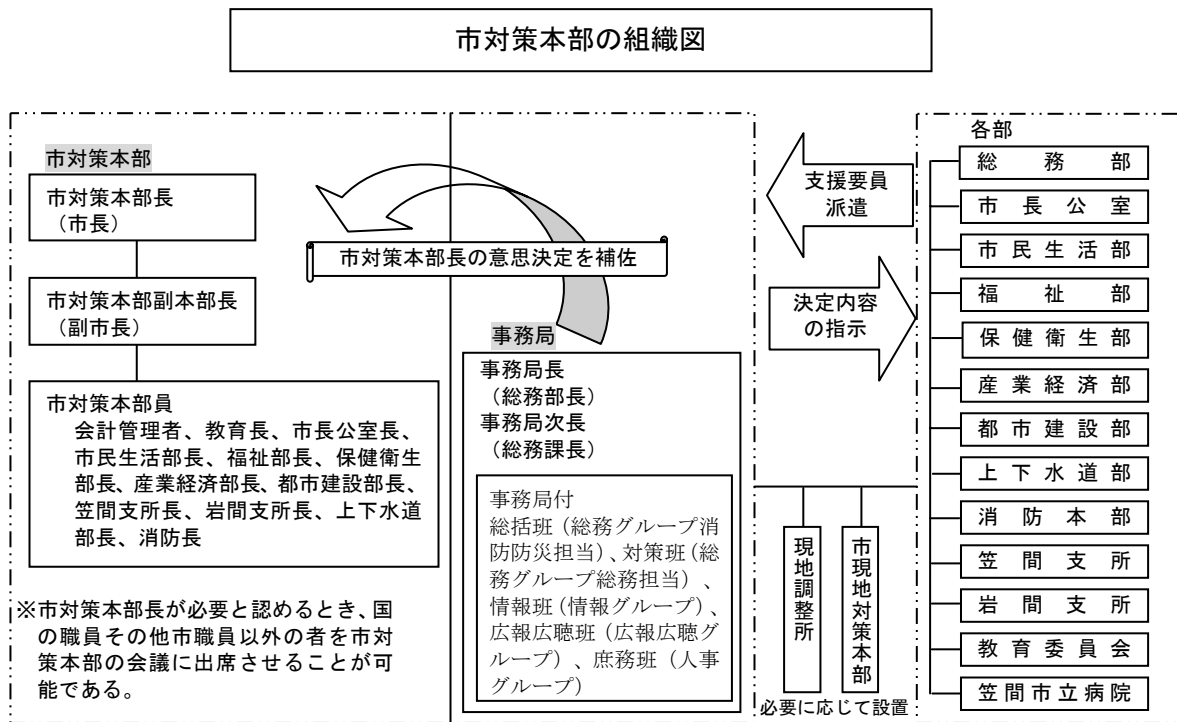 市対策本部の組織図
市対策本部
市対策本部長
（市長）
市対策本部副本部長
（副市長）
市対策本部員
会計管理者、教育長、市長公室長、
市民生活部長、福祉部長、保健衛生
部長、産業経済部長、都市建設部長、
笠間支所長、岩間支所長、上下水道
部長、消防長
※市対策本部長が必要と認めるとき、国
の職員その他市職員以外の者を市対
策本部の会議に出席させることが可
能である。
市対策本部長の意思決定を補佐
事務局
事務局長
（総務部長）
事務局次長
（総務課長）
事務局付
総括班（総務グループ消
防防災担当）、対策班（総
務グループ総務担当）、
情報班（情報グループ）、
広報広聴班（広報広聴グ
ループ）、庶務班（人事
グループ）
支援要員
派遣
決定内容
の指示
現地調整所
市現地対策本部
必要に応じて設置
各部
総務部
市長公室
市民生活部
福祉部
保健衛生部
産業経済部
都市建設部
上下水道部
消防本部
笠間支所
岩間支所
教育委員会
笠間市立病院